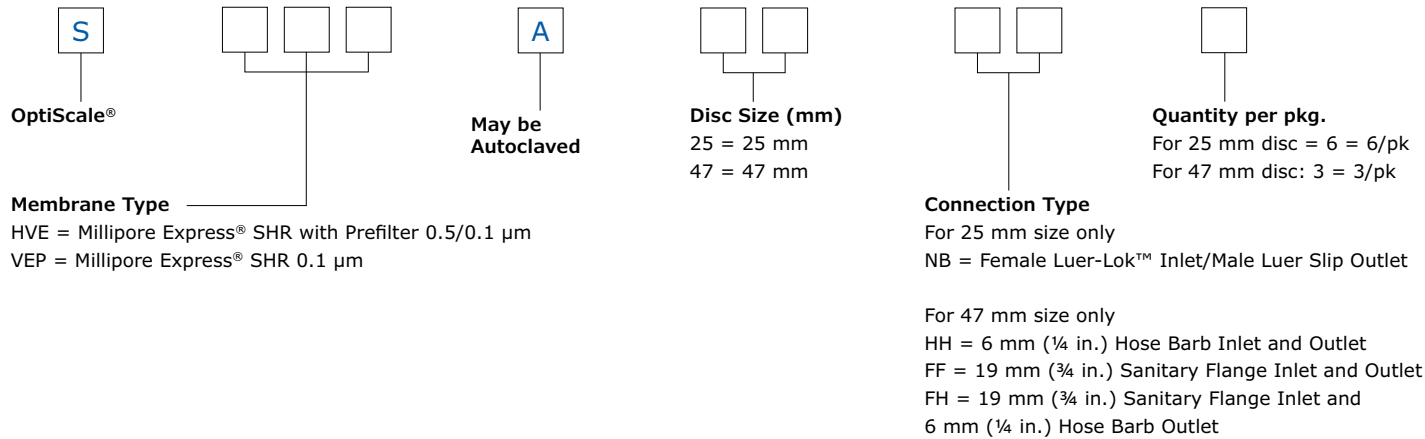 S
A
OptiScale®
May be
Autoclaved
Disc Size (mm)
25 = 25 mm
47 = 47 mm
Quantity per pkg.
For 25 mm disc = 6 = 6/pk
For 47 mm disc: 3 = 3/pk
Membrane Type
HVE = Millipore Express® SHR with Prefilter 0.5/0.1 µm
VEP = Millipore Express® SHR 0.1 µm
Connection Type
For 25 mm size only
NB = Female Luer-Lok™ Inlet/Male Luer Slip Outlet
For 47 mm size only
HH = 6 mm (¼ in.) Hose Barb Inlet and Outlet
FF = 19 mm (¾ in.) Sanitary Flange Inlet and Outlet
FH = 19 mm (¾ in.) Sanitary Flange Inlet and
6 mm (¼ in.) Hose Barb Outlet